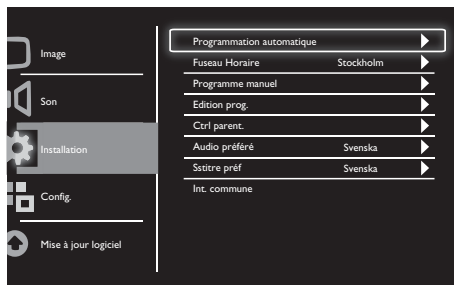 Image
Son
Installation
Config.
Mise à jour logiciel
Programmation automatique
Fuseau Horaire Stockholm
Programme manuel
Edition prog.
Ctrl parent.
Audio préféré Svenska
Sstitre préf Svenska
Int. commune